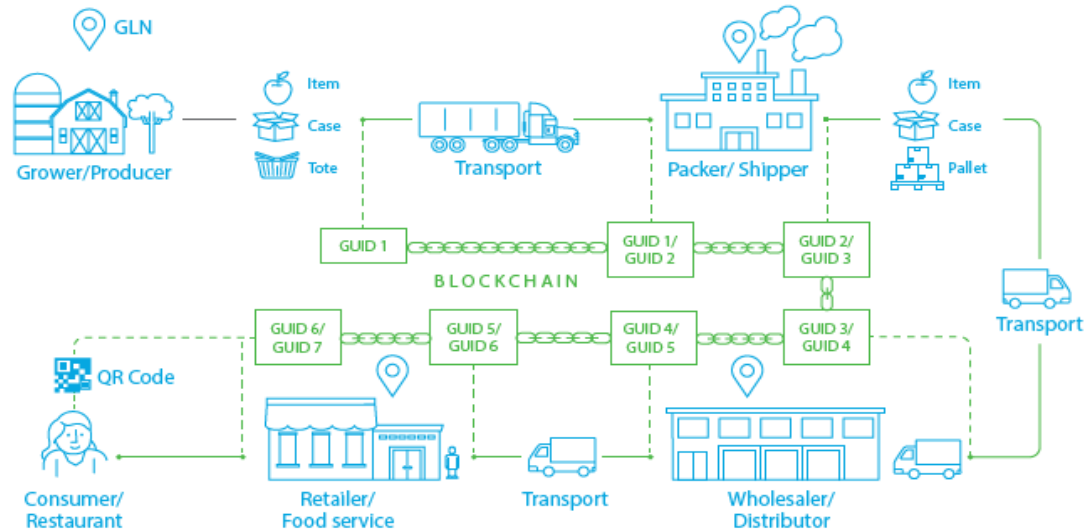 GLN
Item
Case
Tote
Grower/Producer
Transport
Packer/ Shipper
Item
Case
Pallet
GUID 1
GUID 1/
GUID 2
GUID 2/
GUID 3
BLOCKCHAIN
GUID 6/
GUID 7
GUID 5/
GUID 6
GUID 4/
GUID 5
GUID 3/
GUID 4
Transport
QR Code
Consumer/
Restaurant
Retailer/
Food service
Transport
Wholesaler/
Distributor